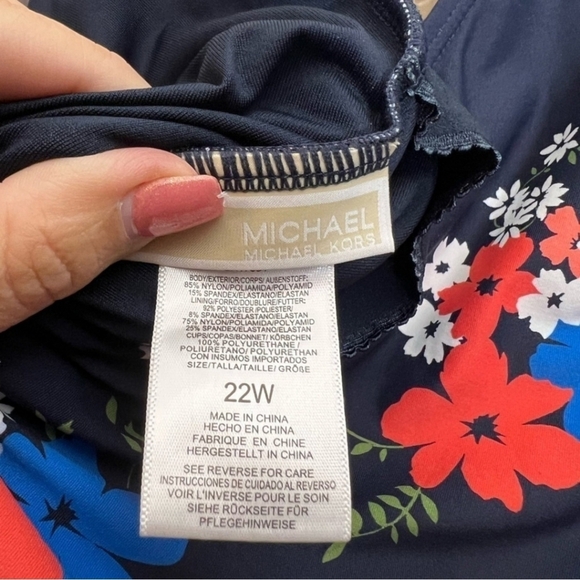 MICHAEL
MICHAEL KORS
BODY/EXTERIOR/CORPS/ AUßENSTOFF:
85% NYLON/POLIAMIDA/POLYAMID
15% SPANDEX/ELASTANO/ELASTAN
LINING/FORRO/DOUBLURE/FUTTER:
92% POLYESTER/POLIESTER/
8% SPANDEX/ELASTANO/ELASTAN
75% NYLON/POLIAMIDA/POLYAMID
25% SPANDEX/ELASTANO/ELASTAN
CUPS/COPAS/BONNET/ KÖRBCHEN
100% POLYURETHANE /
POLIURETANO / POLYURETHAN
CON INSUMOS IMPORTADOS
SIZE/TALLA/TAILLE/ GRÖßE
22W
MADE IN CHINA
HECHO EN CHINA
FABRIQUE EN CHINE
HERGESTELLT IN CHINA
SEE REVERSE FOR CARE
INSTRUCCIONES DE CUIDADO AL REVERSO
VOIR L'INVERSE POUR LE SOIN
SIEHE RÜCKSEITE FÜR
PFLEGEHINWEISE